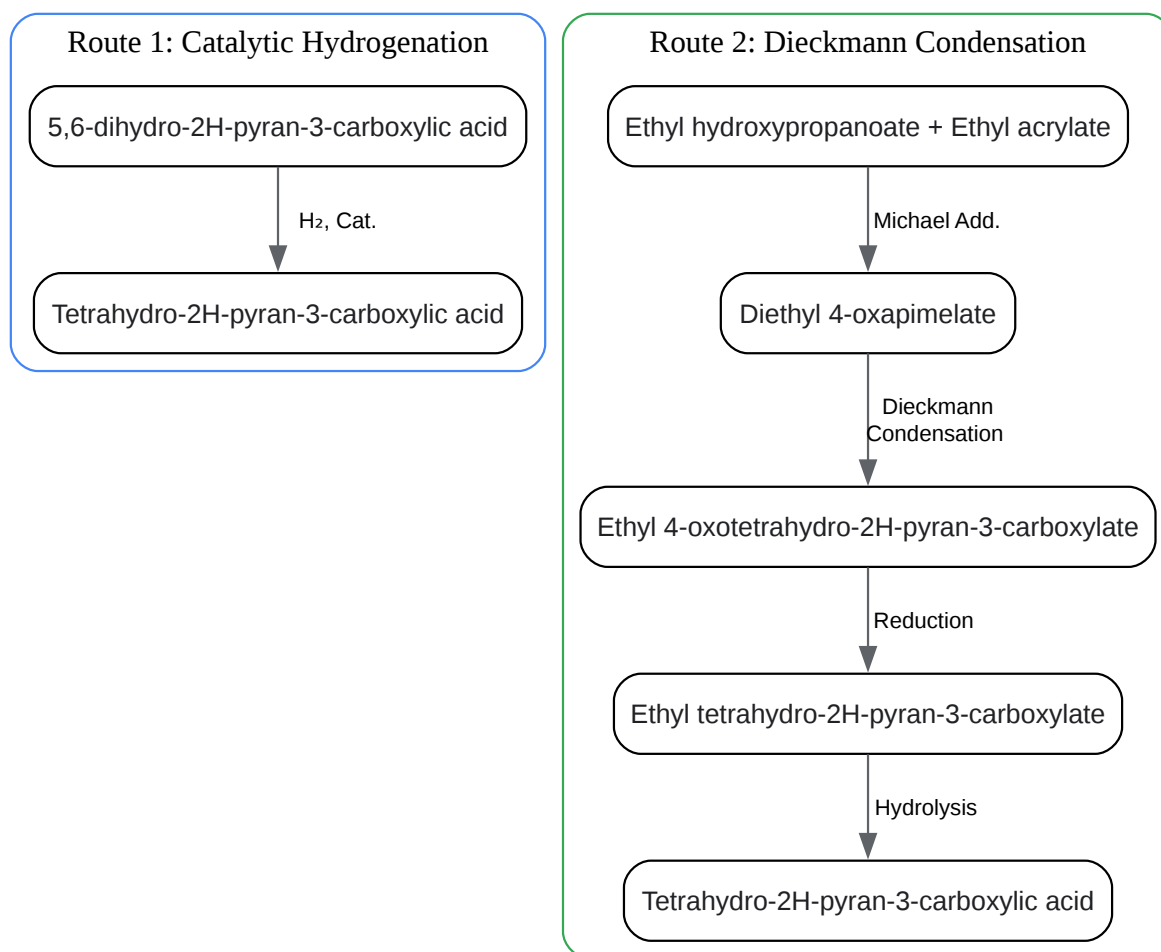 Route 1: Catalytic Hydrogenation
5,6-dihydro-2H-pyran-3-carboxylic acid
H₂, Cat.
Tetrahydro-2H-pyran-3-carboxylic acid
Route 2: Dieckmann Condensation
Ethyl hydroxypropanoate + Ethyl acrylate
Michael Add.
Diethyl 4-oxapimelate
Dieckmann
Condensation
Ethyl 4-oxotetrahydro-2H-pyran-3-carboxylate
Reduction
Ethyl tetrahydro-2H-pyran-3-carboxylate
Hydrolysis
Tetrahydro-2H-pyran-3-carboxylic acid